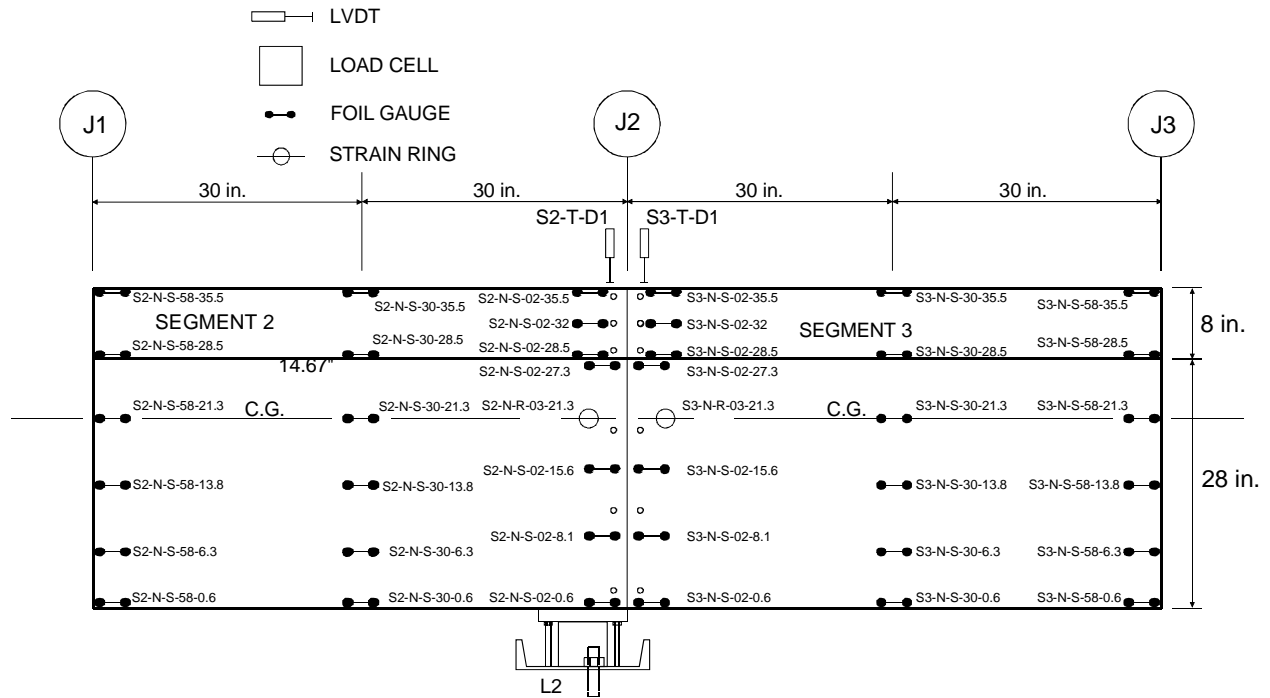 LVDT
LOAD CELL
FOIL GAUGE
STRAIN RING
J1
J2
J3
30 in.
30 in.
30 in.
30 in.
S2-T-D1
S3-T-D1
S2-N-S-58-35.5
S2-N-S-30-35.5
S2-N-S-02-35.5
S3-N-S-02-35.5
S3-N-S-30-35.5
S3-N-S-58-35.5
SEGMENT 2
S2-N-S-02-32
S3-N-S-02-32
SEGMENT 3
8 in.
S2-N-S-58-28.5
S2-N-S-30-28.5
S2-N-S-02-28.5
S3-N-S-02-28.5
S3-N-S-30-28.5
S3-N-S-58-28.5
14.67"
S2-N-S-02-27.3
S3-N-S-02-27.3
S2-N-S-58-21.3
C.G.
S2-N-S-30-21.3
S2-N-R-03-21.3
S3-N-R-03-21.3
C.G.
S3-N-S-30-21.3
S3-N-S-58-21.3
S2-N-S-02-15.6
S3-N-S-02-15.6
28 in.
S2-N-S-58-13.8
S2-N-S-30-13.8
S3-N-S-30-13.8
S3-N-S-58-13.8
S2-N-S-02-8.1
S3-N-S-02-8.1
S2-N-S-58-6.3
S2-N-S-30-6.3
S3-N-S-30-6.3
S3-N-S-58-6.3
S2-N-S-58-0.6
S2-N-S-30-0.6
S2-N-S-02-0.6
S3-N-S-02-0.6
S3-N-S-30-0.6
S3-N-S-58-0.6
L2